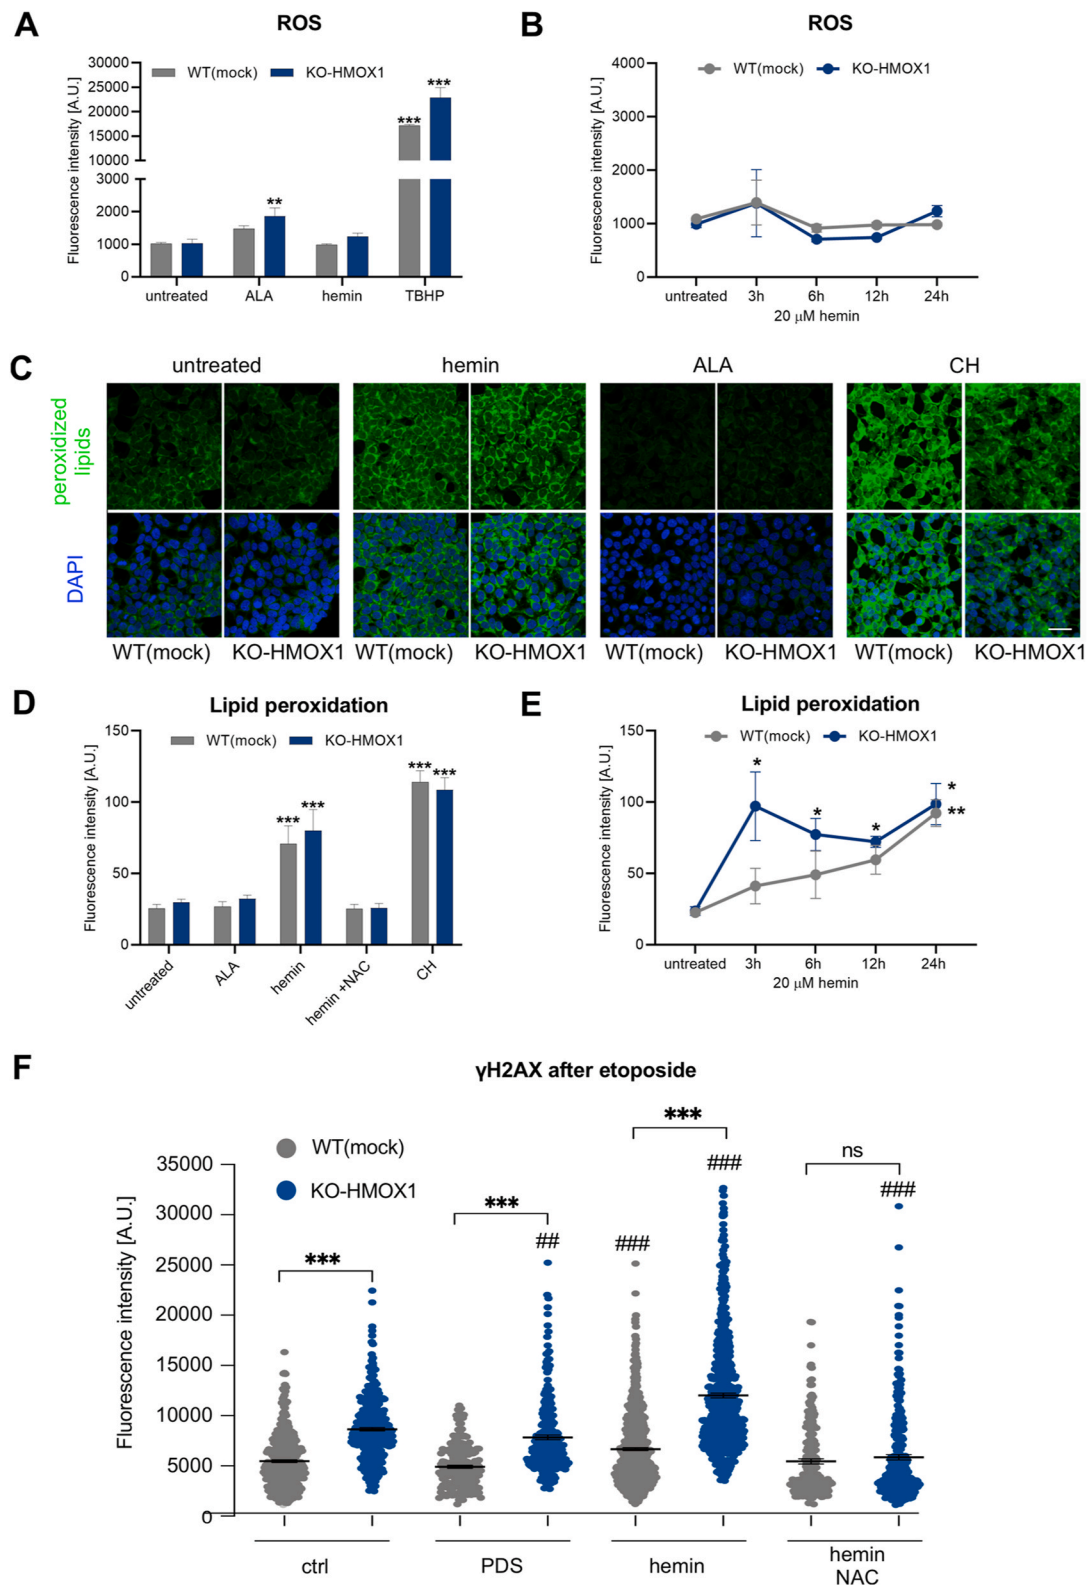 A
ROS
Fluorescence intensity [A.U.]
WT(mock)
KO-HMOX1
30000
25000
20000
15000
10000
3000
2000
1000
0
**
***
***
untreated
ALA
hemin
TBHP
B
ROS
Fluorescence intensity [A.U.]
WT(mock)
KO-HMOX1
4000
3000
2000
1000
0
untreated
3h
6h
12h
24h
20 μM hemin
C
untreated
hemin
ALA
CH
peroxidized
lipids
DAPI
WT(mock)
KO-HMOX1
WT(mock)
KO-HMOX1
WT(mock)
KO-HMOX1
WT(mock)
KO-HMOX1
D
Lipid peroxidation
Fluorescence intensity [A.U.]
WT(mock)
KO-HMOX1
150
100
50
0
***
***
***
***
untreated
ALA
hemin
hemin +NAC
CH
E
Lipid peroxidation
Fluorescence intensity [A.U.]
WT(mock)
KO-HMOX1
150
100
50
0
*
*
*
*
**
untreated
3h
6h
12h
24h
20 μM hemin
F
γH2AX after etoposide
WT(mock)
KO-HMOX1
Fluorescence intensity [A.U.]
35000
30000
25000
20000
15000
10000
5000
0
***
***
##
***
###
###
ns
###
ctrl
PDS
hemin
hemin
NAC